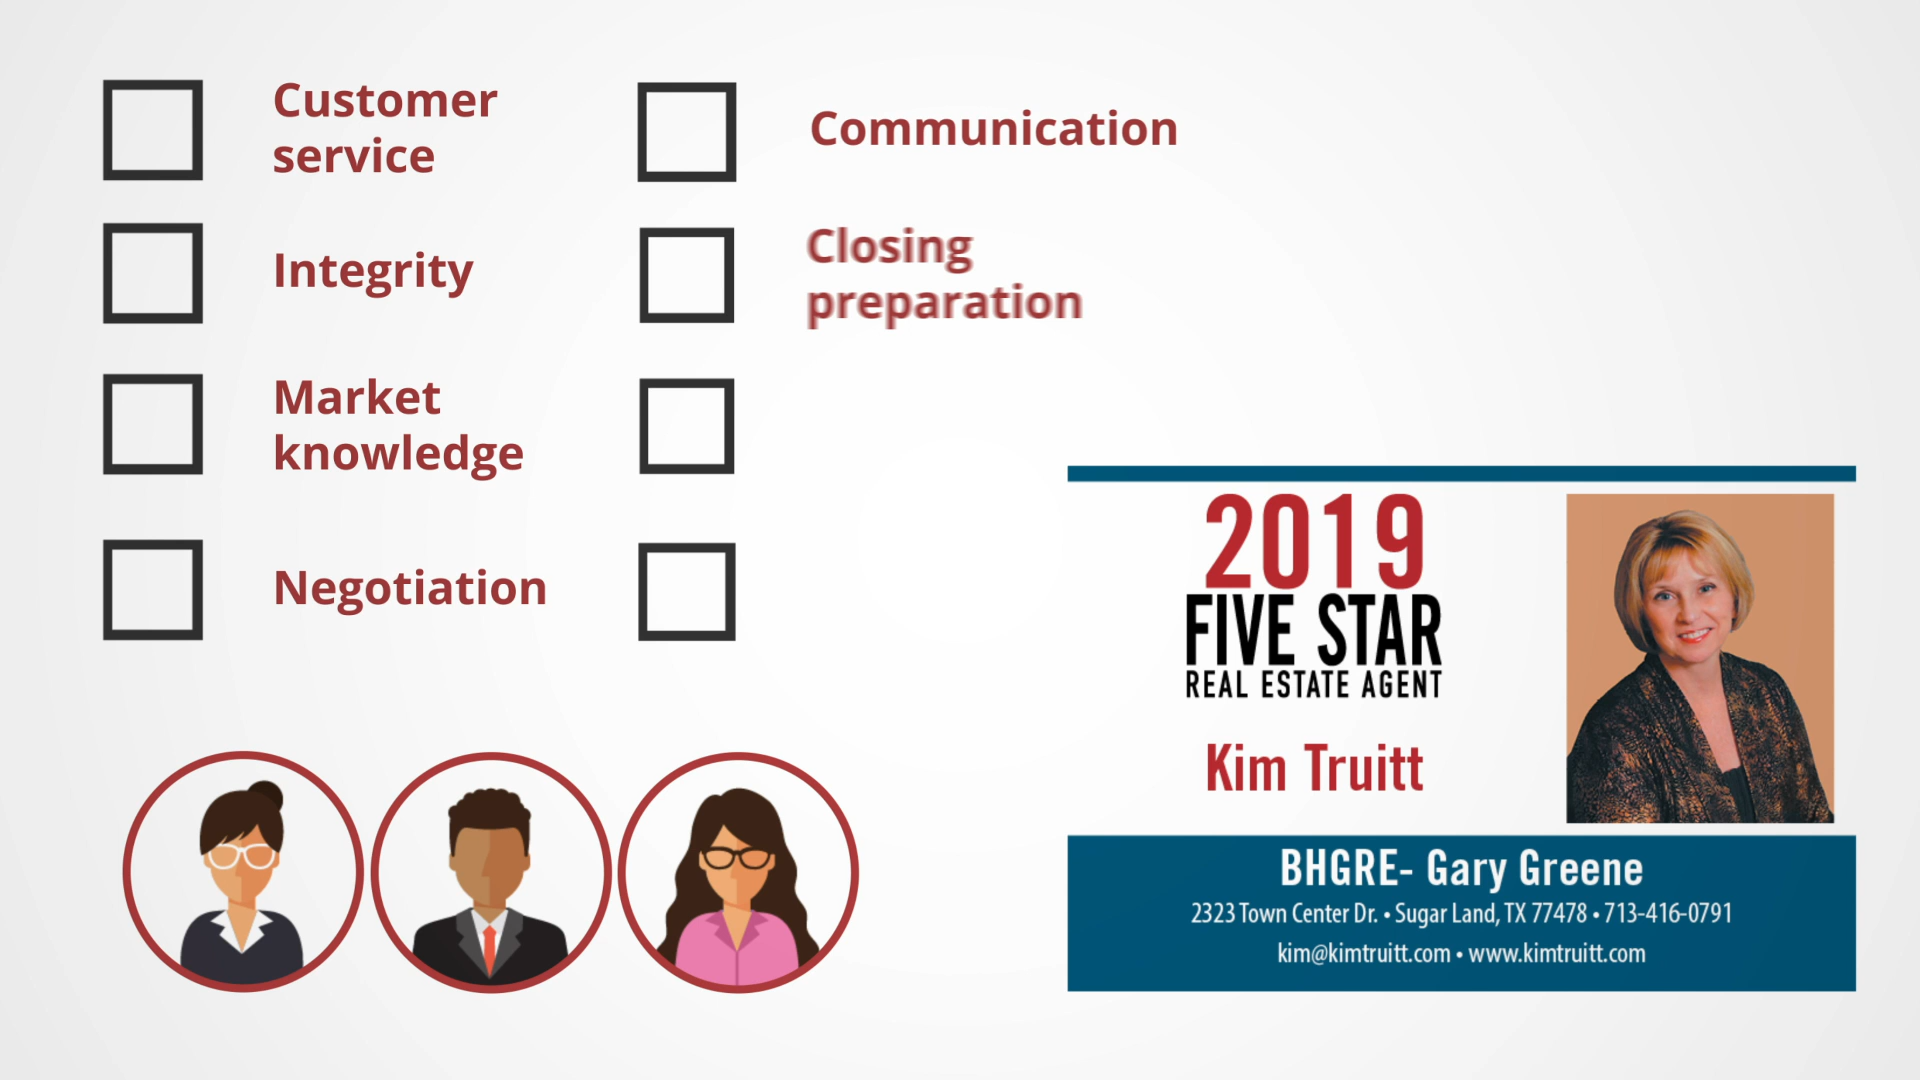 Customer
service
Integrity
Market
knowledge
Negotiation
Communication
Closing
preparation
2019
FIVE STAR
REAL ESTATE AGENT
Kim Truitt
BHGRE- Gary Greene
2323 Town Center Dr. • Sugar Land, TX 77478 • 713-416-0791
kim@kimtruitt.com • www.kimtruitt.com